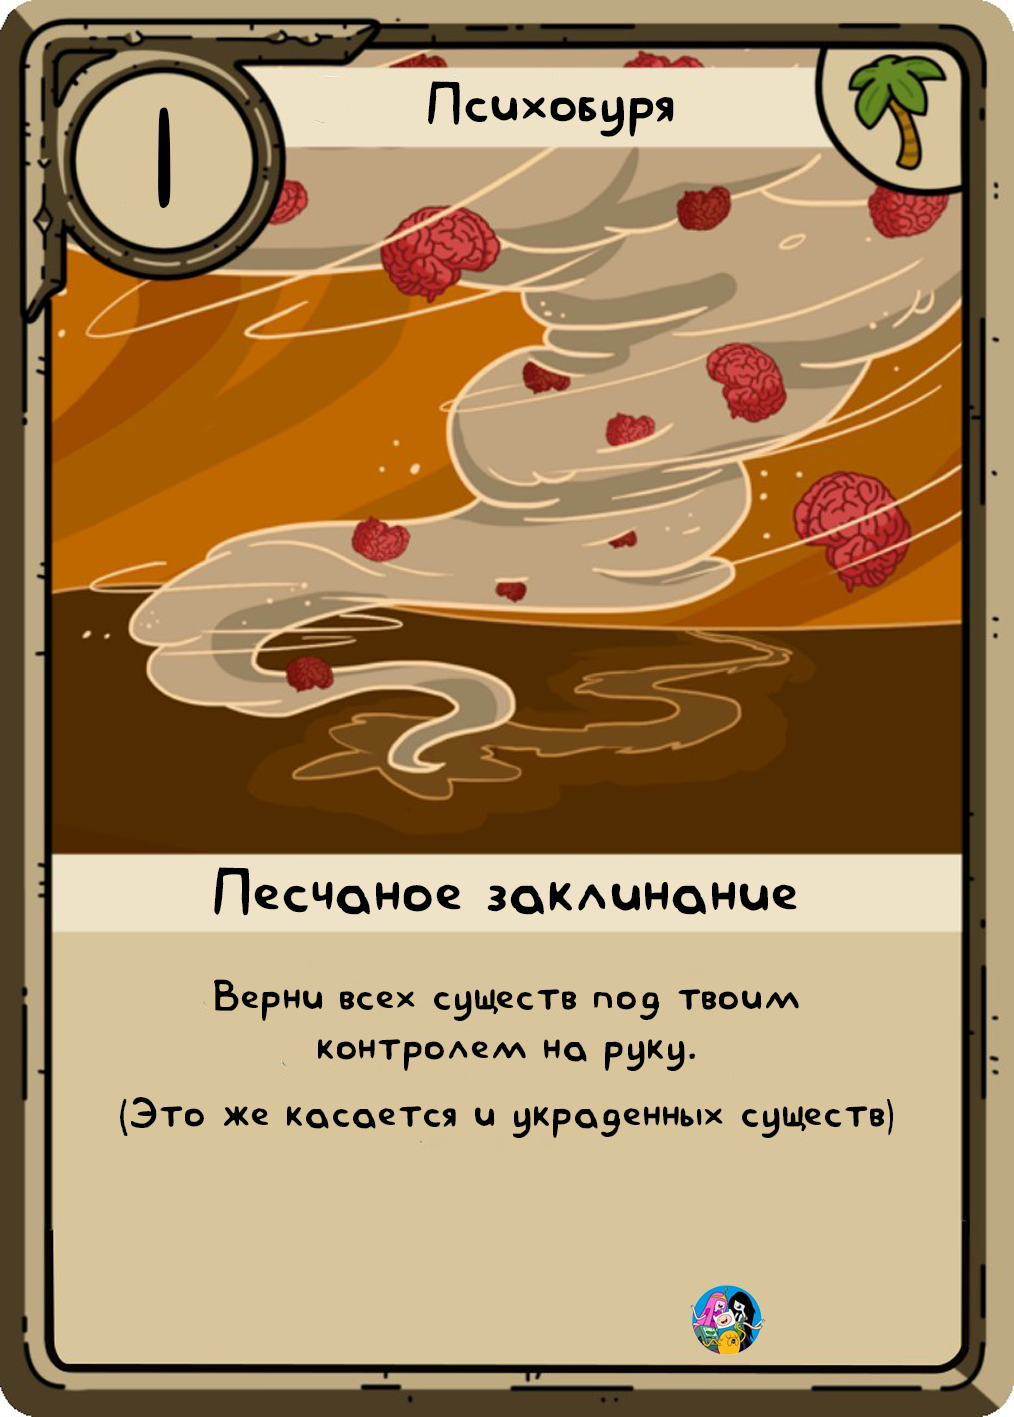 1
Психобуря
Песчаное заклинание
Верни всех существ под твоим
контролем на руку.
(Это же касается и украденных существ)